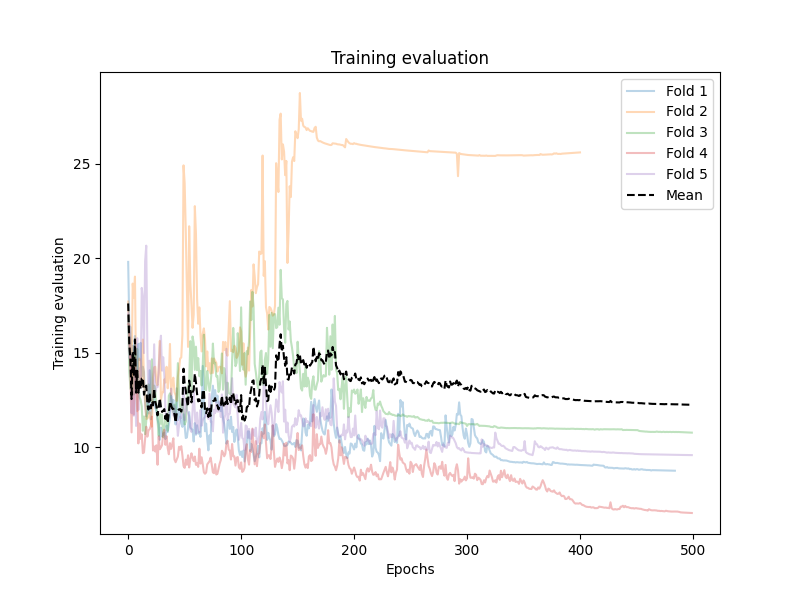 Training evaluation
Fold 1
Fold 2
Fold 3
Fold 4
Fold 5
Mean
Training evaluation
25
20
15
10
0 100 200 300 400 500
Epochs